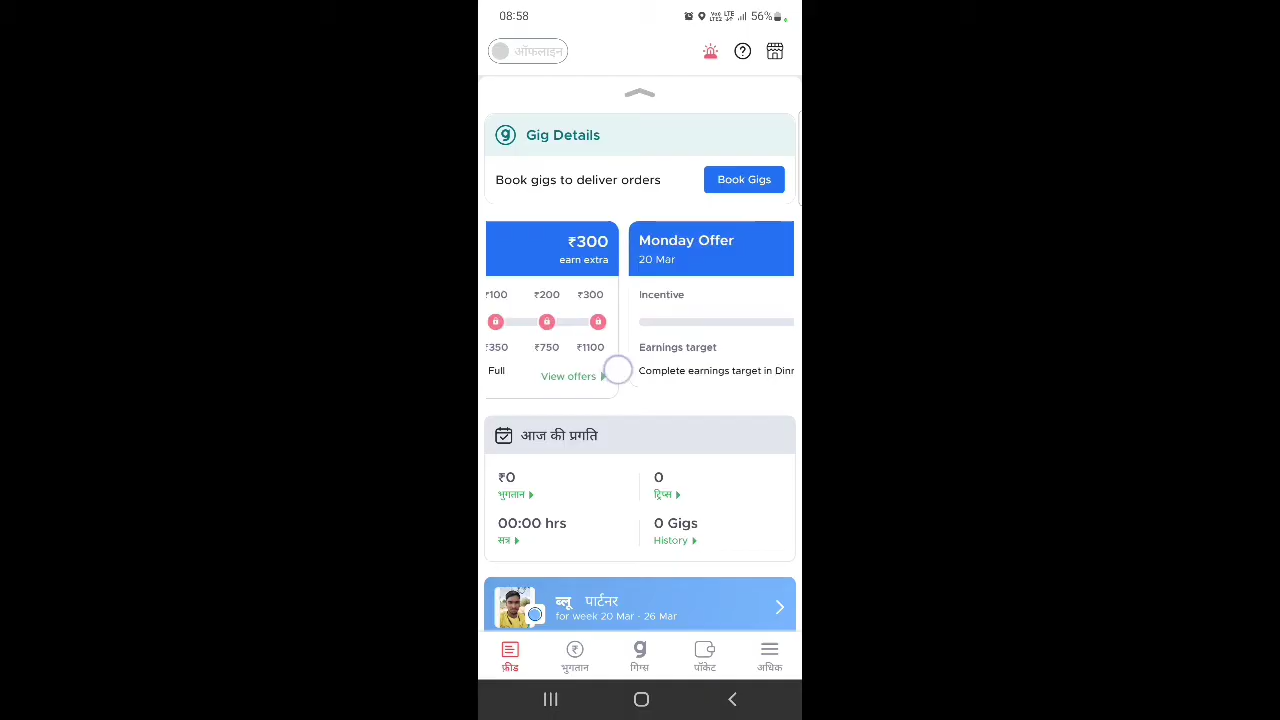 08:58
56%
ऑफलाइन
Gig Details
Book gigs to deliver orders
Book Gigs
₹300
earn extra
₹100 ₹200 ₹300
₹350 ₹750 ₹1100
Full
View offers
Monday Offer
20 Mar
Incentive
Earnings target
Complete earnings target in Dinr
आज की प्रगति
₹0
भुगतान
0
ट्रिप्स
00:00 hrs
सत्र
0 Gigs
History
ब्लू पार्टनर
for week 20 Mar - 26 Mar
फ़ीड
भुगतान
गिग्स
पॉकेट
अधिक